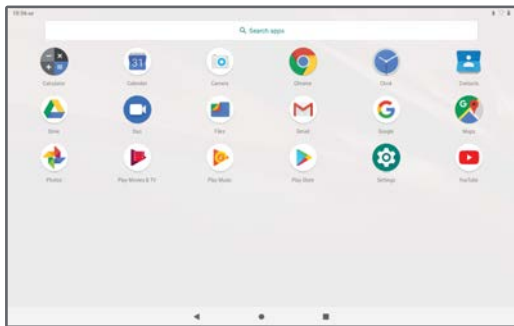 10:56
Search apps
Calculator Calendar Camera Chrome Clock Contacts
31
Drive Duo Files Gmail Google Maps
Photos Play Movies & TV Play Music Play Store Settings YouTube